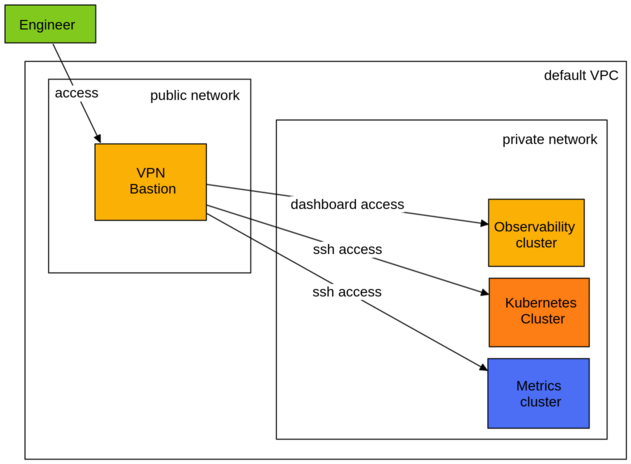 Engineer
default VPC
access
public network
private network
VPN
Bastion
dashboard access
Observability
cluster
ssh access
Kubernetes
Cluster
ssh access
Metrics
cluster